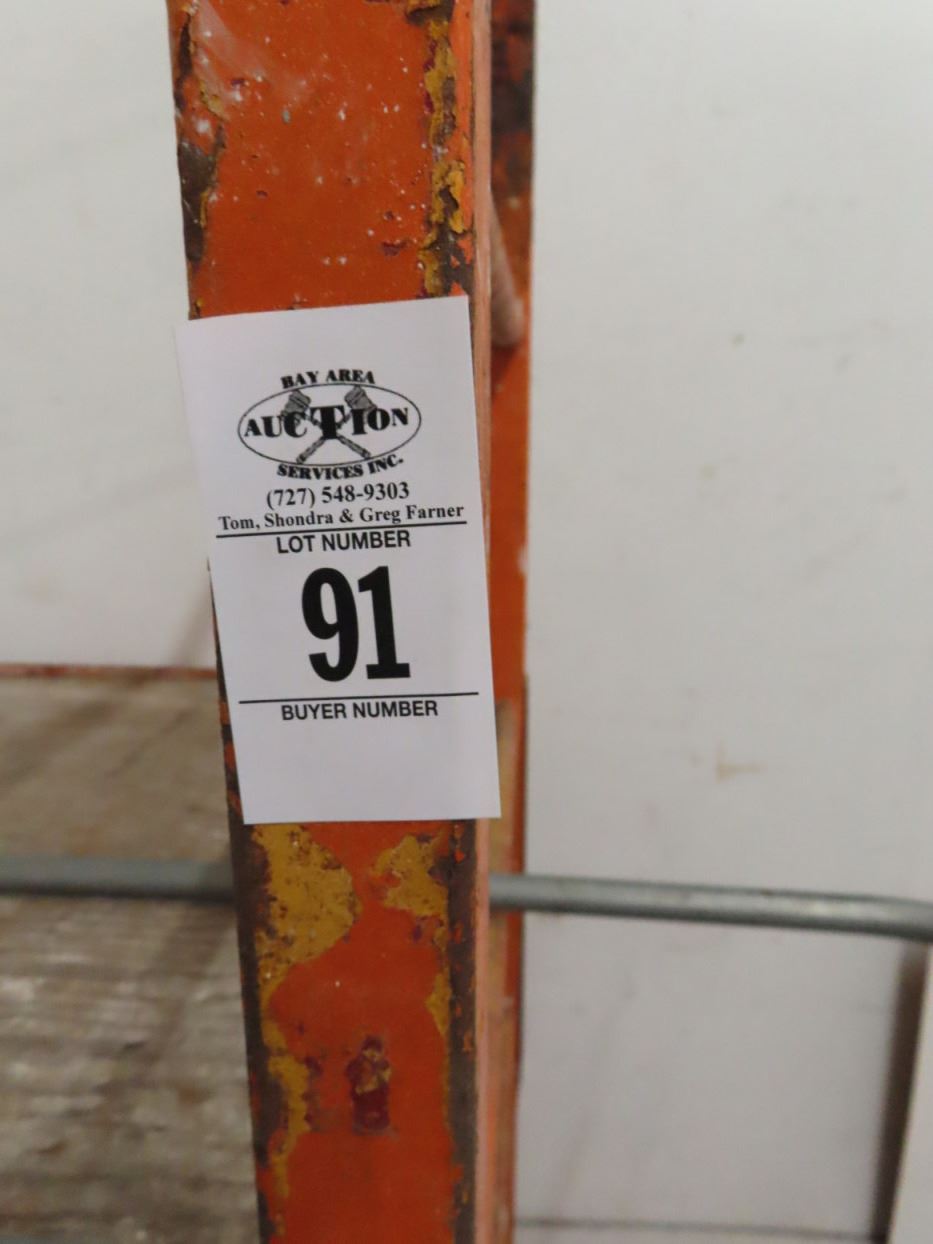 BAY AREA
AUCTION
SERVICES INC.
(727) 548-9303
Tom, Shondra & Greg Farner
LOT NUMBER
91
BUYER NUMBER